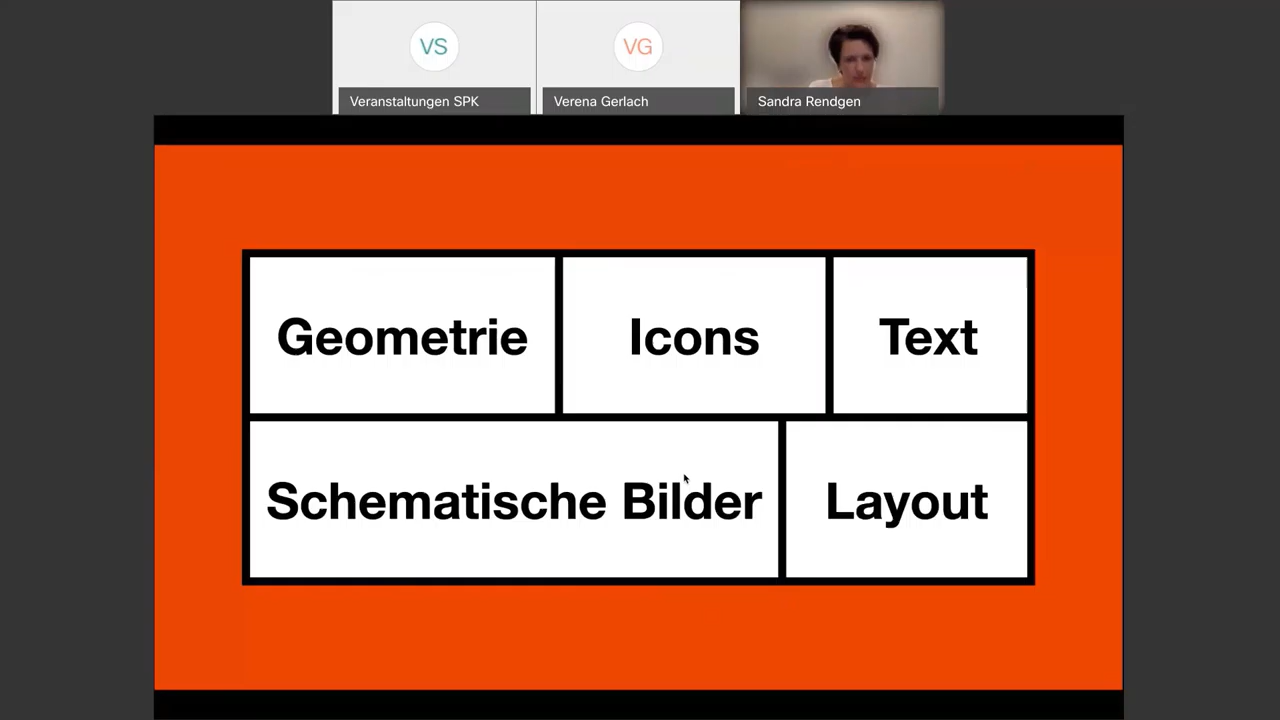 VS
VG
Veranstaltungen SPK
Verena Gerlach
Sandra Rendgen
Geometrie
Icons
Text
Schematische Bilder
Layout